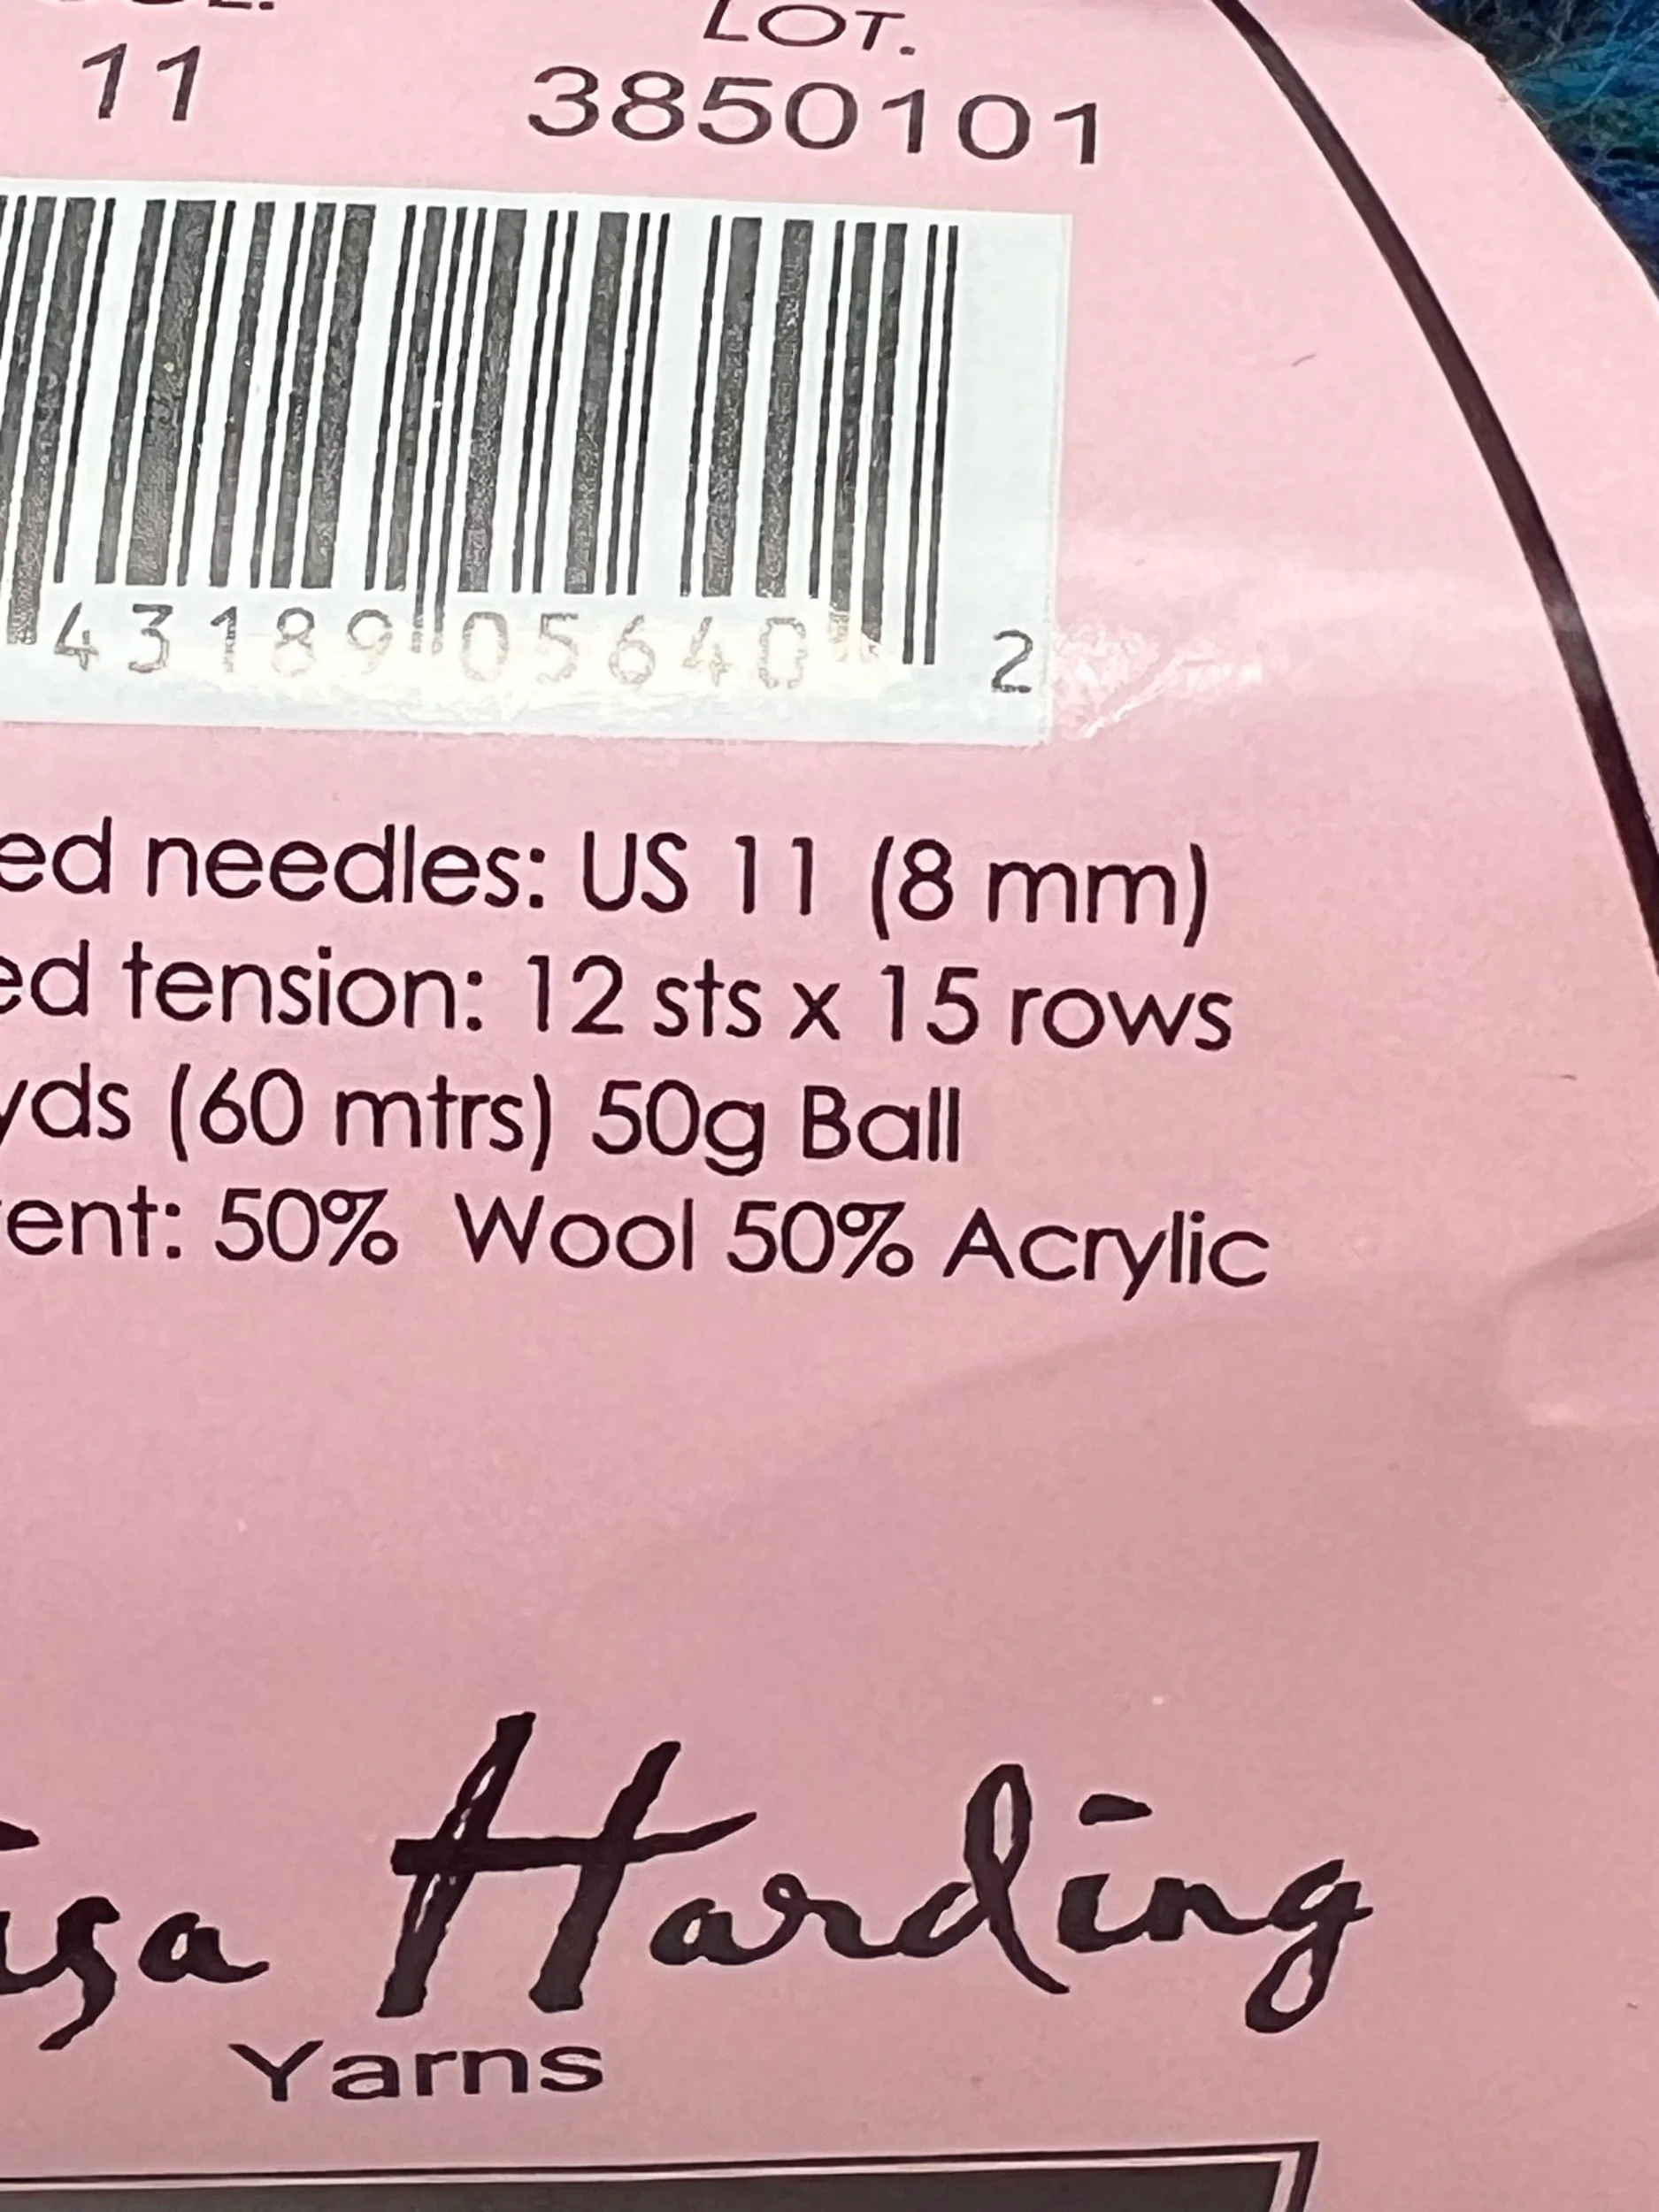 LOT.
11 3850101
43189 05640 2
ed needles: US 11 (8 mm)
ed tension: 12 sts x 15 rows
yds (60 mtrs) 50g Ball
ent: 50% Wool 50% Acrylic
isa Harding
Yarns